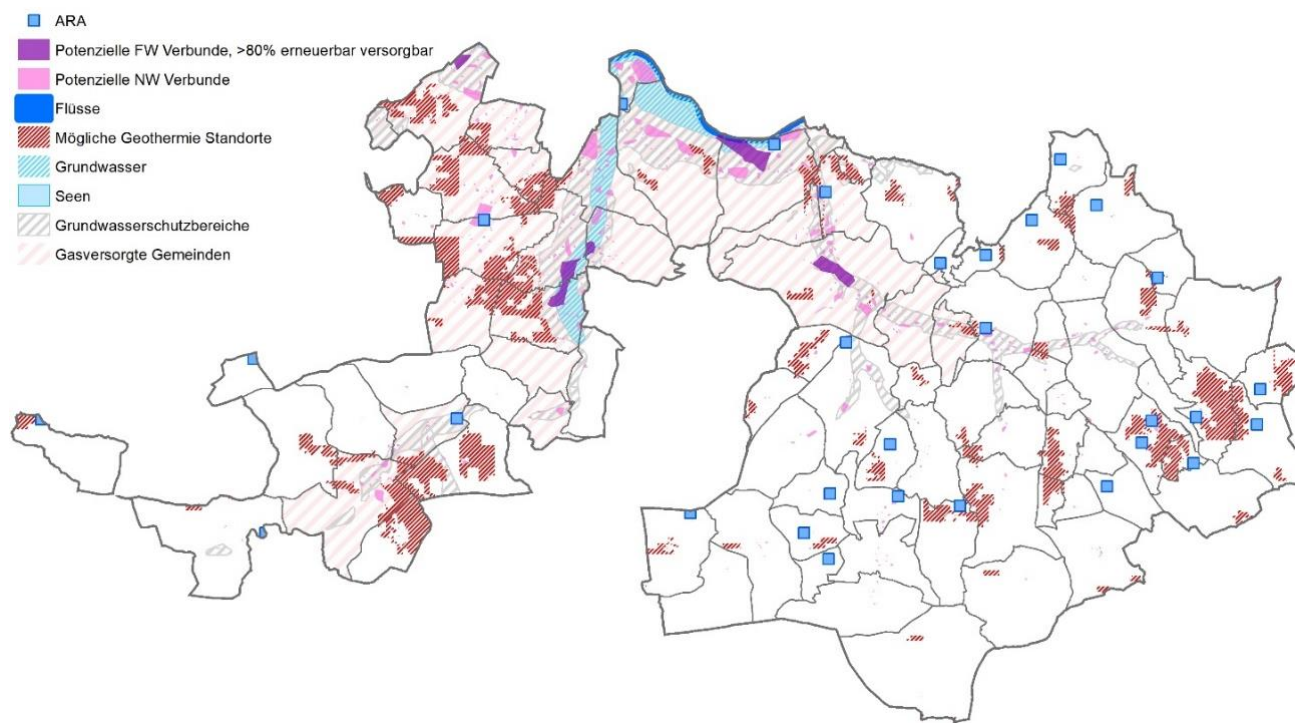 ARA
Potenzielle FW Verbunde, >80% erneuerbar versorgbar
Potenzielle NW Verbunde
Flüsse
Mögliche Geothermie Standorte
Grundwasser
Seen
Grundwasserschutzbereiche
Gasversorgte Gemeinden